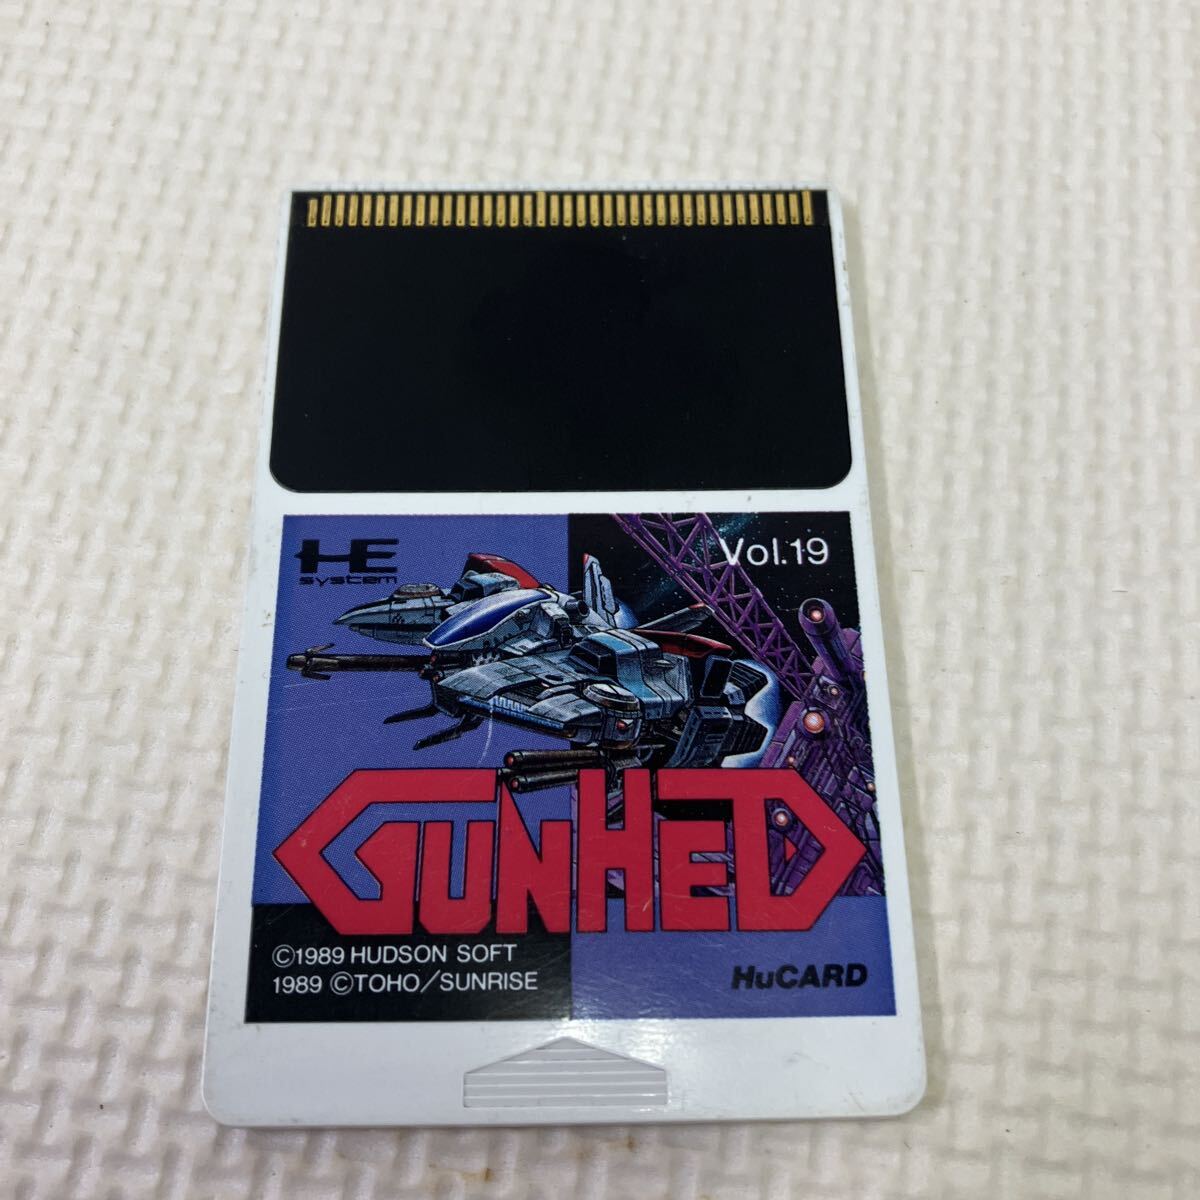 HE
system
Vol.19
GUNHED
©1989 HUDSON SOFT
1989 ©TOHO/SUNRISE
HuCARD